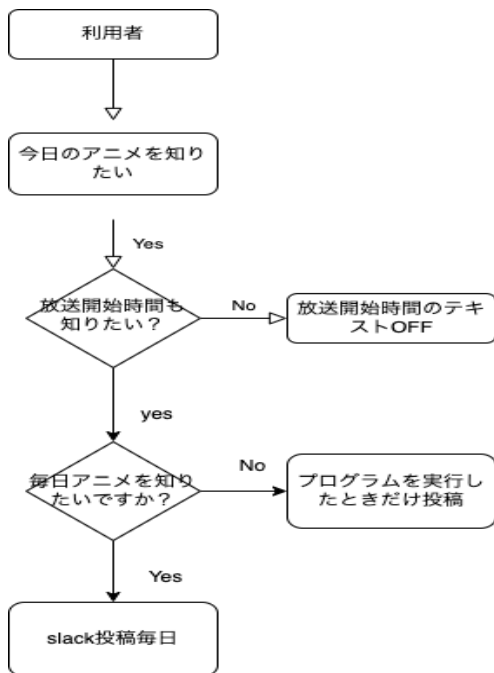 利用者
今日のアニメを知り
たい
Yes
放送開始時間も
知りたい？
No
放送開始時間のテキ
ストOFF
yes
毎日アニメを知り
たいですか？
No
プログラムを実行し
たときだけ投稿
Yes
slack投稿毎日